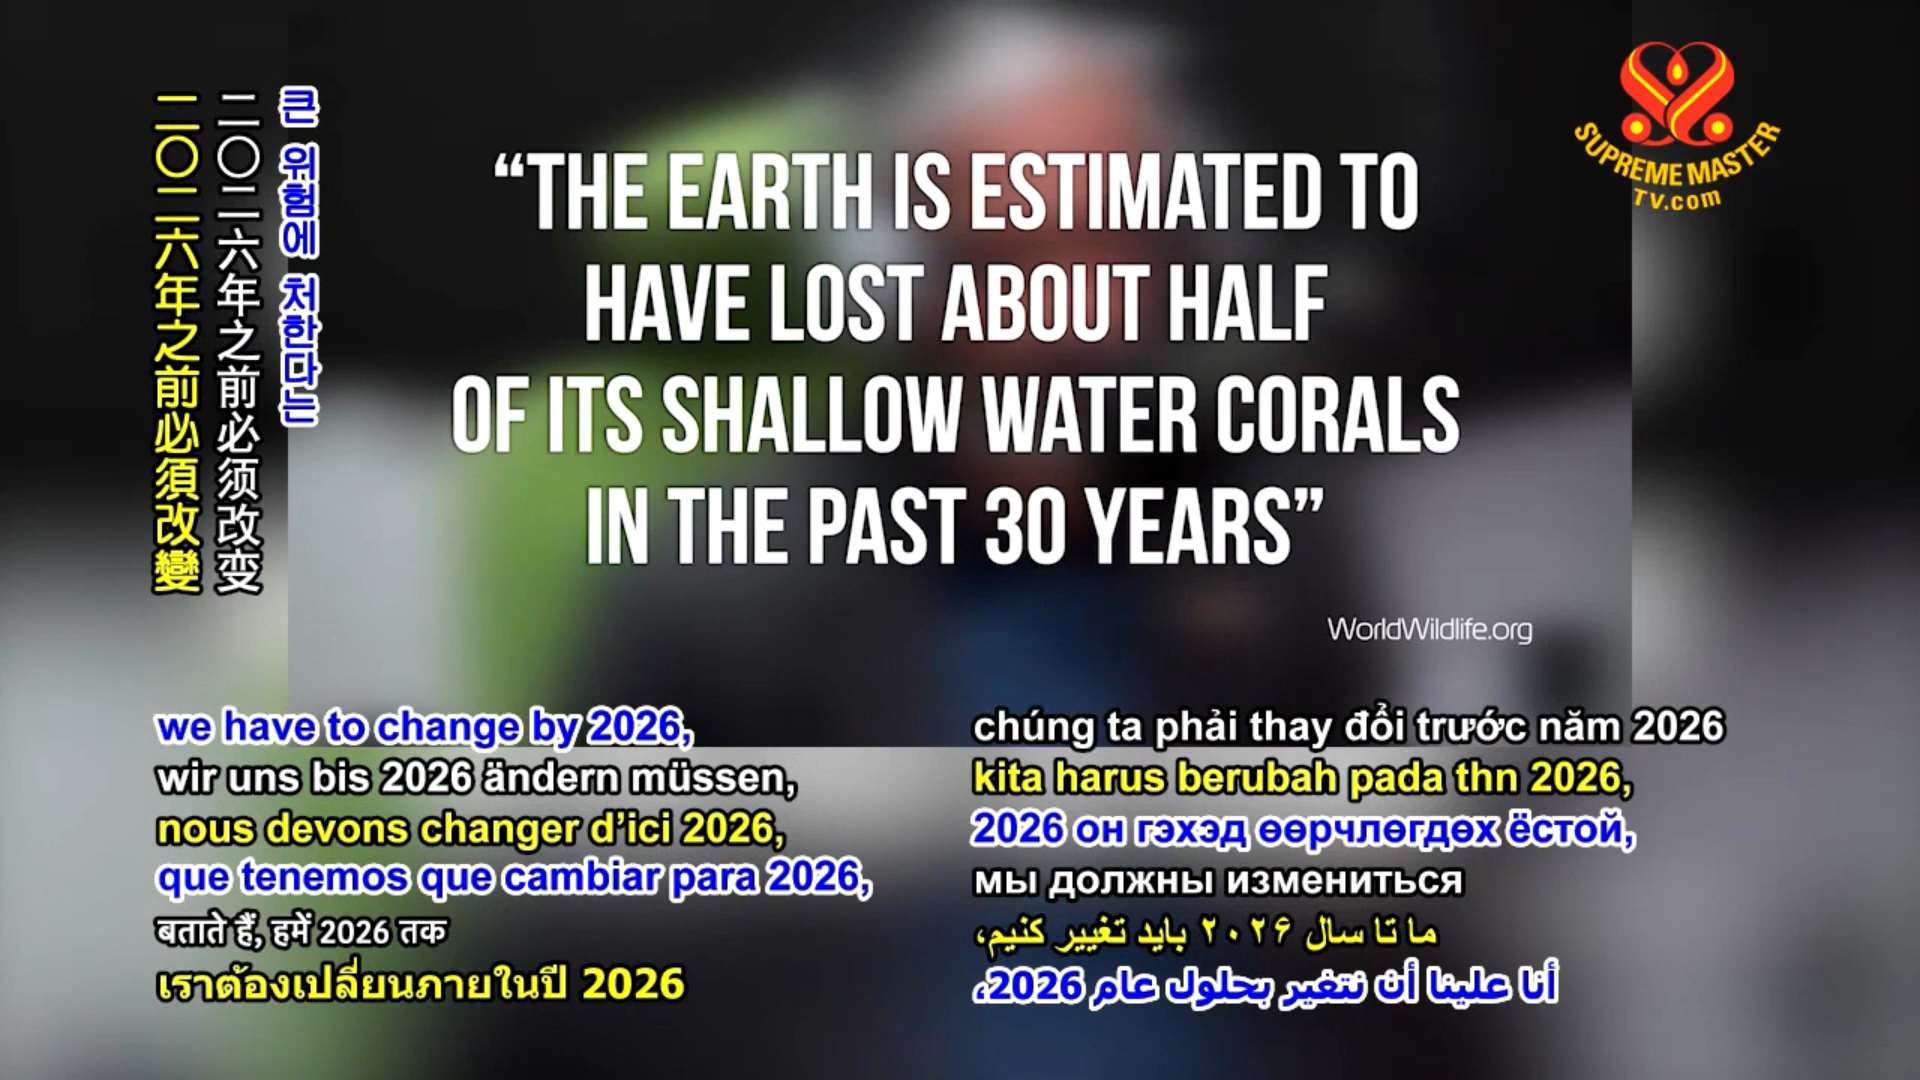 “THE EARTH IS ESTIMATED TO
HAVE LOST ABOUT HALF
OF ITS SHALLOW WATER CORALS
IN THE PAST 30 YEARS”
WorldWildlife.org
SUPREME MASTER
TV.com
二〇二六年之前必須改變
二〇二六年之前必须改变
큰 위험에 처한다는
we have to change by 2026,
wir uns bis 2026 ändern müssen,
nous devons changer d’ici 2026,
que tenemos que cambiar para 2026,
बताते हैं, हमें 2026 तक
เราต้องเปลี่ยนภายในปี 2026
chúng ta phải thay đổi trước năm 2026
kita harus berubah pada thn 2026,
2026 он гэхэд өөрчлөгдөх ёстой,
мы должны измениться
ما تا سال ۲۰۲۶ باید تغییر کنیم،
أنا علينا أن نتغير بحلول عام 2026،